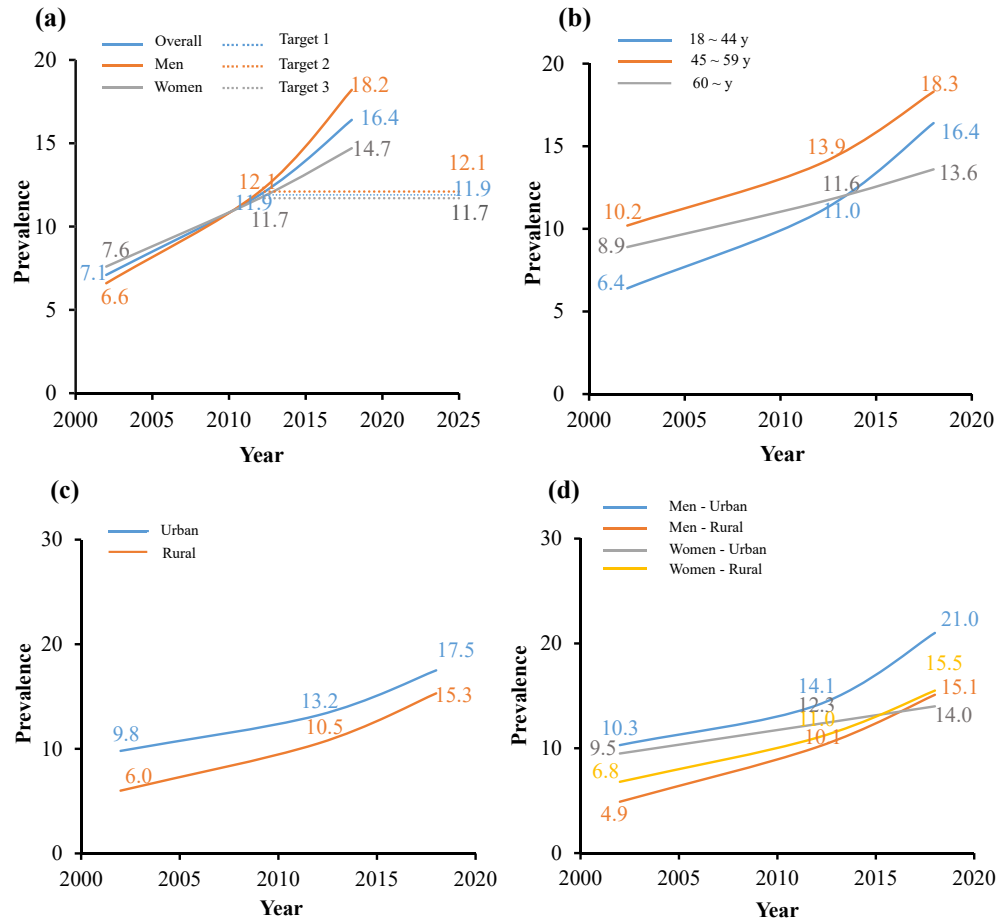 (a)
Overall
Men
Women
Target 1
Target 2
Target 3
Prevalence
20
15
10
5
0
18.2
16.4
14.7
12.1
11.9
11.7
12.1
11.9
11.7
7.6
7.1
6.6
2000 2005 2010 2015 2020 2025
Year
(b)
18 ~ 44 y
45 ~ 59 y
60 ~ y
Prevalence
20
15
10
5
0
18.3
16.4
13.6
13.9
11.6
11.0
10.2
8.9
6.4
2000 2005 2010 2015 2020
Year
(c)
Urban
Rural
Prevalence
30
20
10
0
17.5
15.3
13.2
10.5
9.8
6.0
2000 2005 2010 2015 2020
Year
(d)
Men - Urban
Men - Rural
Women - Urban
Women - Rural
Prevalence
30
20
10
0
21.0
15.5
15.1
14.0
14.1
12.3
11.0
10.1
10.3
9.5
6.8
4.9
2000 2005 2010 2015 2020
Year